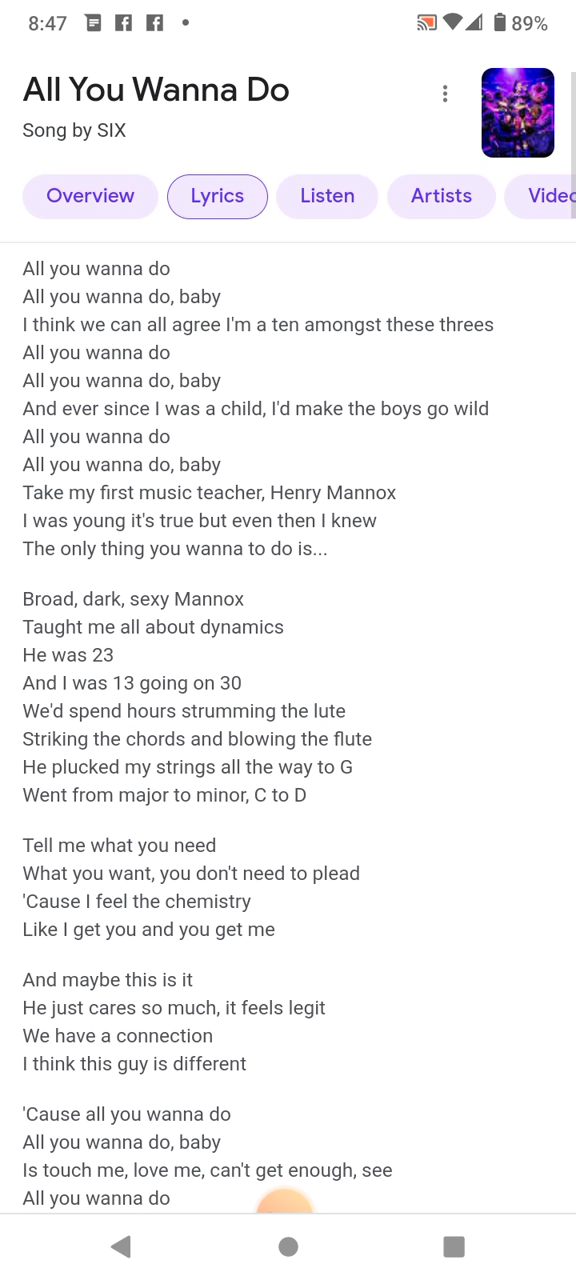 8:47 89%
All You Wanna Do
Song by SIX
Overview Lyrics Listen Artists Video
All you wanna do
All you wanna do, baby
I think we can all agree I'm a ten amongst these threes
All you wanna do
All you wanna do, baby
And ever since I was a child, I'd make the boys go wild
All you wanna do
All you wanna do, baby
Take my first music teacher, Henry Mannox
I was young it's true but even then I knew
The only thing you wanna to do is...
Broad, dark, sexy Mannox
Taught me all about dynamics
He was 23
And I was 13 going on 30
We'd spend hours strumming the lute
Striking the chords and blowing the flute
He plucked my strings all the way to G
Went from major to minor, C to D
Tell me what you need
What you want, you don't need to plead
'Cause I feel the chemistry
Like I get you and you get me
And maybe this is it
He just cares so much, it feels legit
We have a connection
I think this guy is different
'Cause all you wanna do
All you wanna do, baby
Is touch me, love me, can't get enough, see
All you wanna do